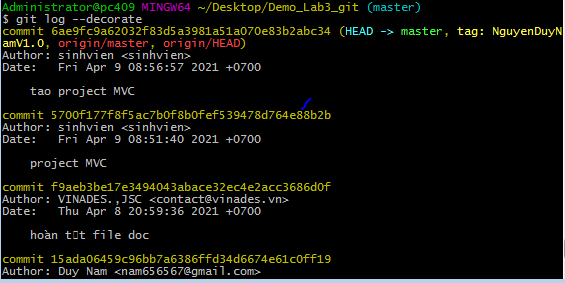 Administrator@pc409 MINGW64 ~/Desktop/Demo_Lab3_git (master)
$ git log --decorate
commit 6ae9fc9a62032f83d5a3981a51a070e83b2abc34 (HEAD -> master, tag: NguyenDuyN
amV1.0, origin/master, origin/HEAD)
Author: sinhvien <sinhvien>
Date:   Fri Apr 9 08:56:57 2021 +0700
tao project MVC
commit 5700f177f8f5ac7b0f8b0fef539478d764e88b2b
Author: sinhvien <sinhvien>
Date:   Fri Apr 9 08:51:40 2021 +0700
project MVC
commit f9aeb3be17e3494043abace32ec4e2acc3686d0f
Author: VINADES.,JSC <contact@vinades.vn>
Date:   Thu Apr 8 20:59:36 2021 +0700
hoàn t▯t file doc
commit 15ada06459c96bb7a6386ffd34d6674e61c0ff19
Author: Duy Nam <nam656567@gmail.com>